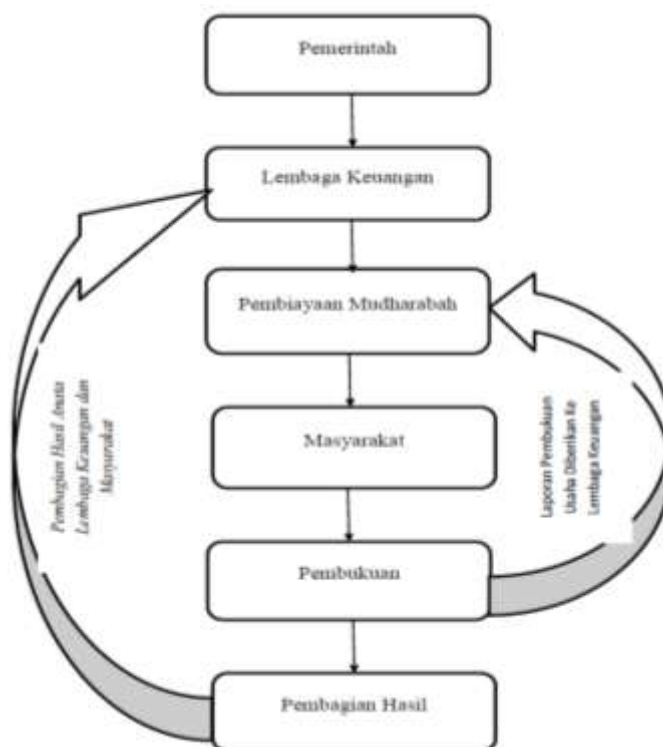 Pemerintah
Lembaga Keuangan
Pembiayaan Mudharabah
Masyarakat
Pembukuan
Pembagian Hasil
Pembagian Hasil Anata
Lembaga Keuangan dan
Masyarakat
Laporan Pembukuan
Usaha Diberikan Ke
Lembaga Keuangan